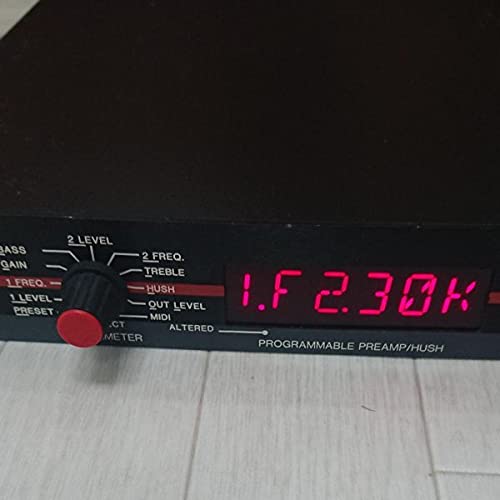 2 LEVEL
BASS
2 FREQ.
GAIN
TREBLE
1 FREQ.
HUSH
1 LEVEL
OUT LEVEL
PRESET
MIDI
ALTERED
1.F 2.30K
PROGRAMMABLE PREAMP/HUSH